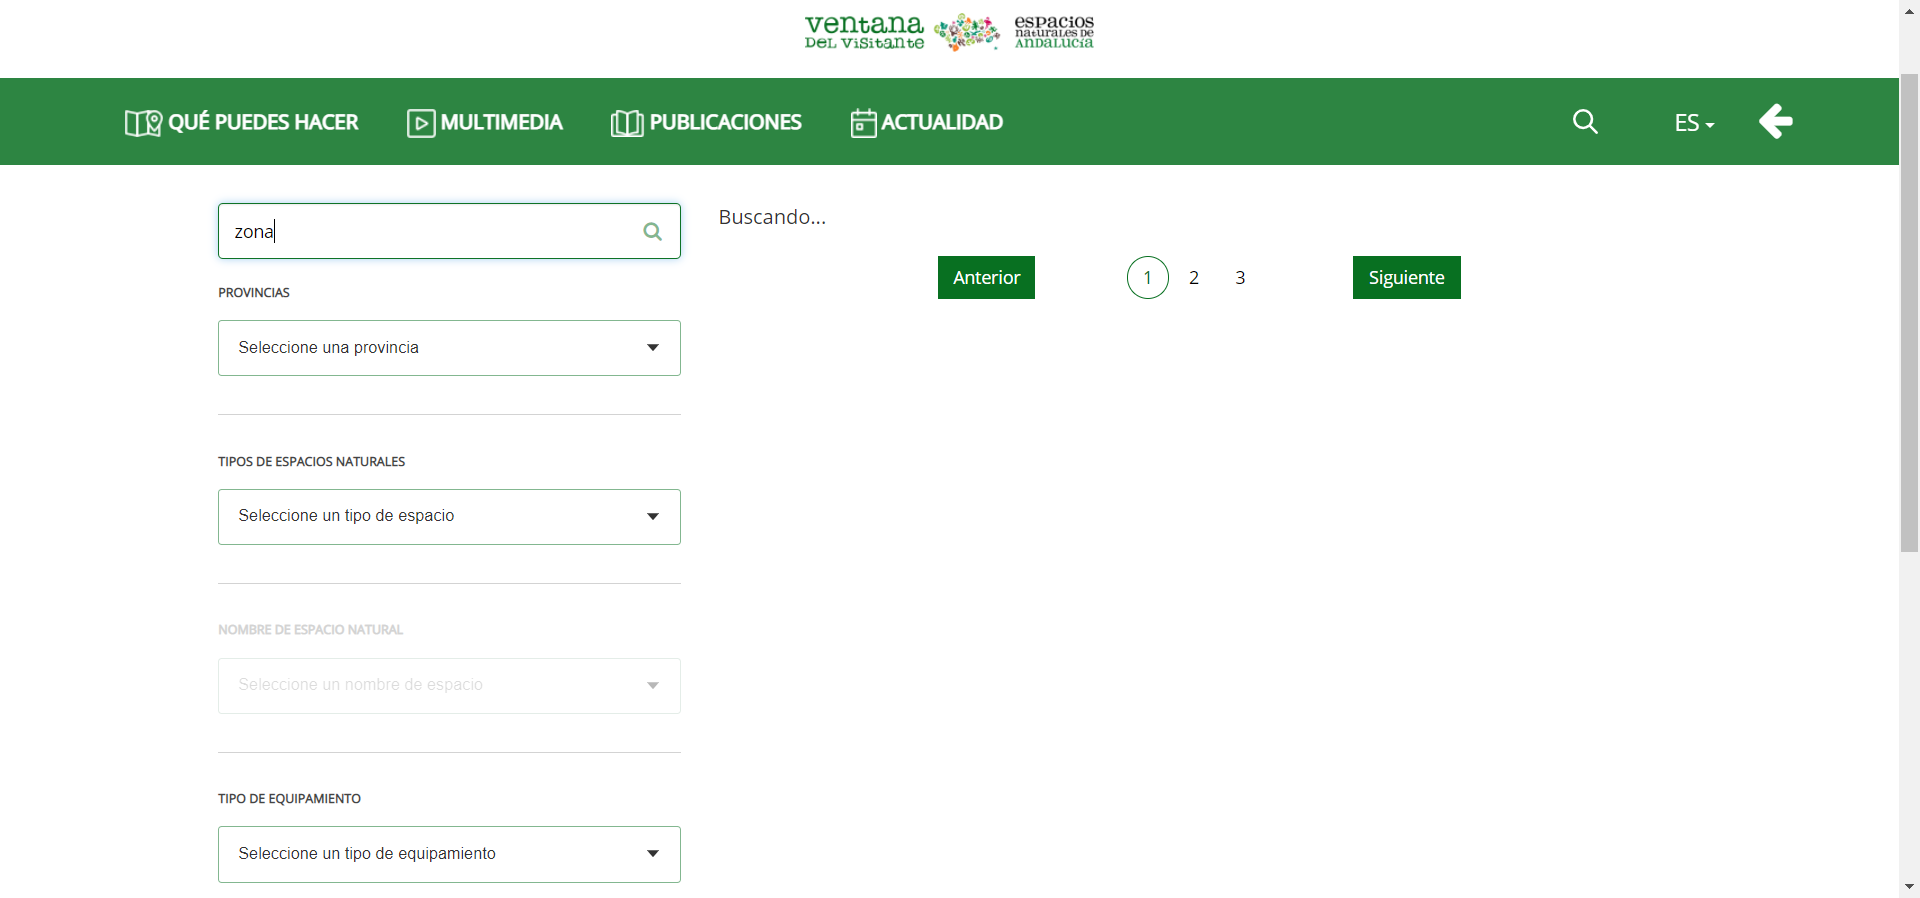 ventana
DEL VISITANTE
espacios
naturales de
ANDALUCÍA
QUÉ PUEDES HACER
MULTIMEDIA
PUBLICACIONES
ACTUALIDAD
ES
zona
Buscando...
Anterior
1
2
3
Siguiente
PROVINCIAS
Seleccione una provincia
TIPOS DE ESPACIOS NATURALES
Seleccione un tipo de espacio
NOMBRE DE ESPACIO NATURAL
Seleccione un nombre de espacio
TIPO DE EQUIPAMIENTO
Seleccione un tipo de equipamiento